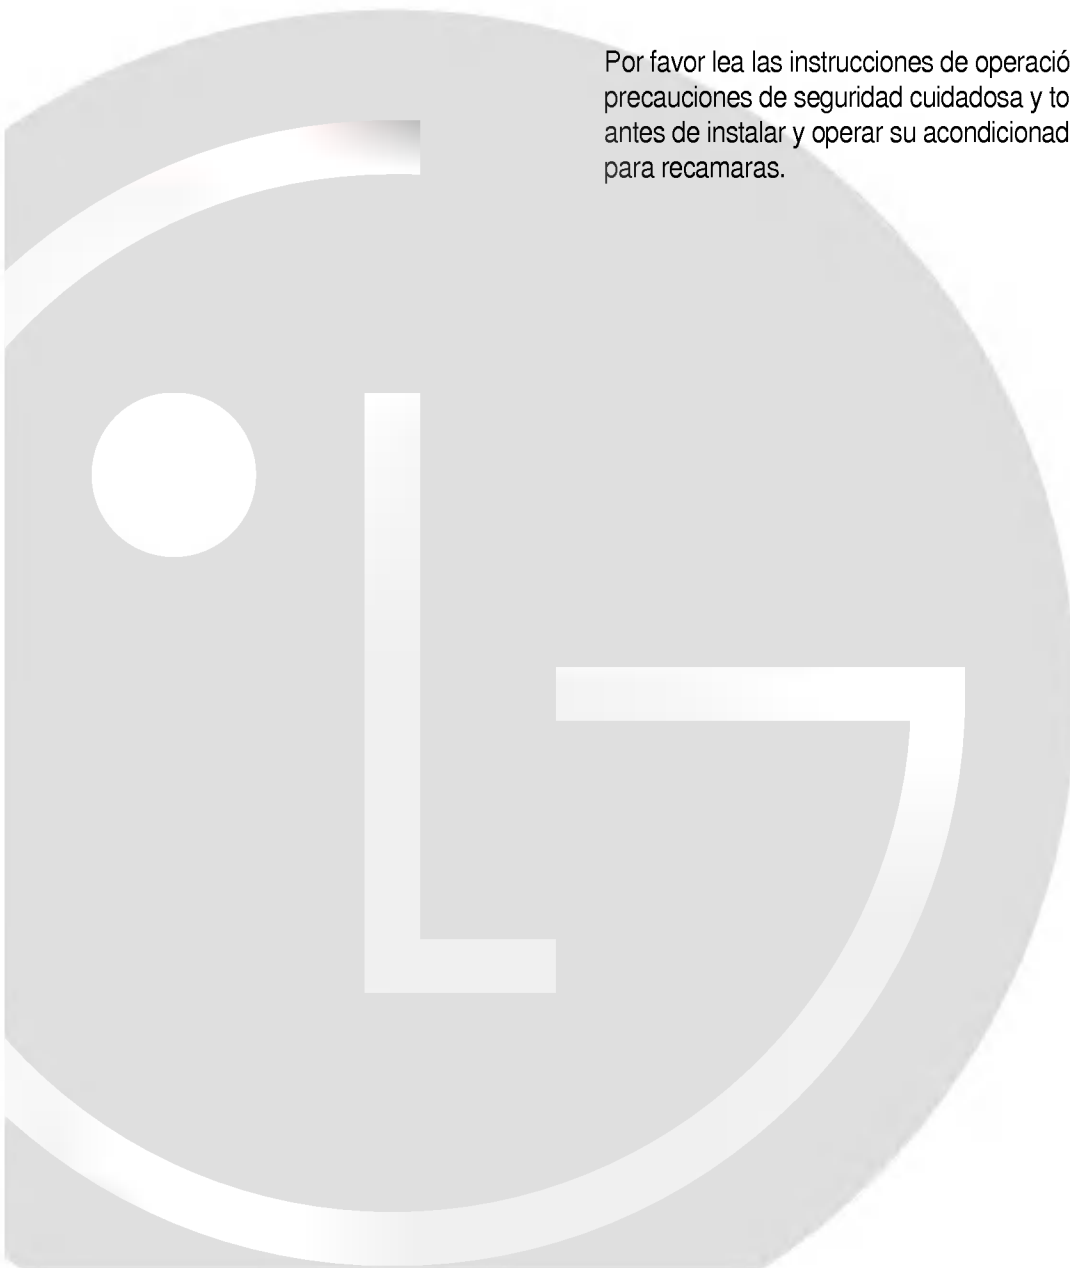 Por favor lea las instrucciones de operació
precauciones de seguridad cuidadosa y to
antes de instalar y operar su acondicionad
para recamaras.
LG